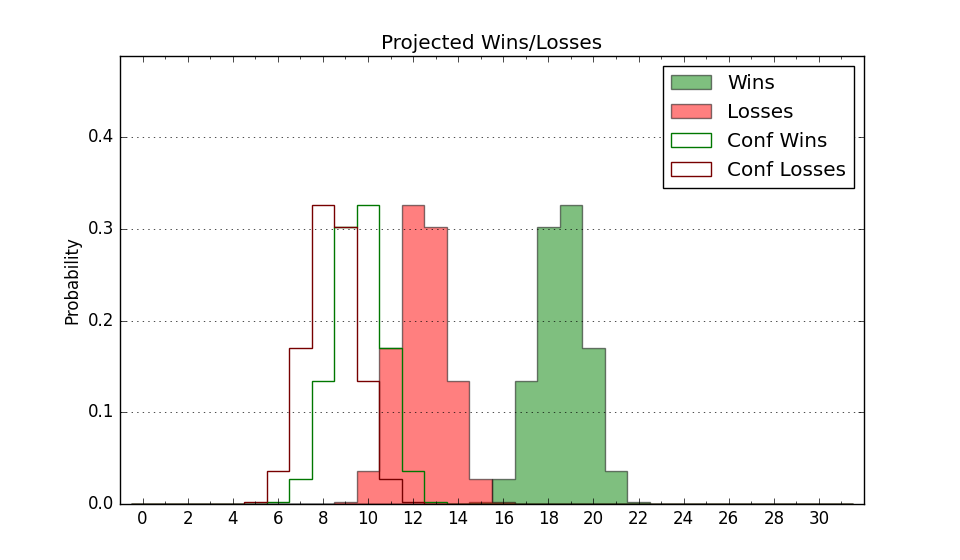 Projected Wins/Losses
Wins
Losses
Conf Wins
Conf Losses
Probability
0.4
0.3
0.2
0.1
0.0
0 2 4 6 8 10 12 14 16 18 20 22 24 26 28 30